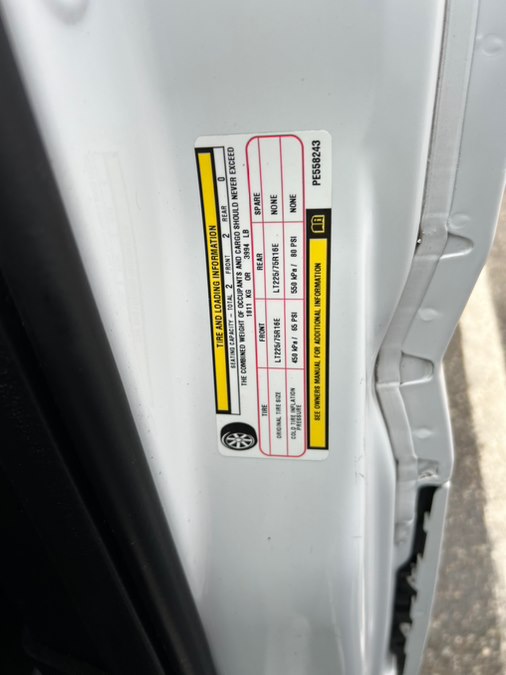 TIRE AND LOADING INFORMATION
SEATING CAPACITY - TOTAL 2 FRONT 2 REAR 0
THE COMBINED WEIGHT OF OCCUPANTS AND CARGO SHOULD NEVER EXCEED
1811 KG OR 3994 LB
TIRE FRONT REAR SPARE
ORIGINAL TIRE SIZE LT225/75R16E LT225/75R16E NONE
COLD TIRE INFLATION PRESSURE 450 kPa / 65 PSI 550 kPa / 80 PSI NONE
SEE OWNERS MANUAL FOR ADDITIONAL INFORMATION
PE558243